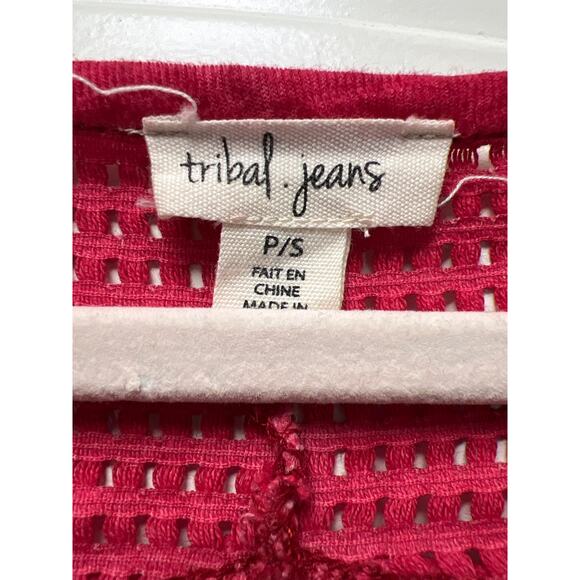 tribal . jeans
P/S
FAIT EN
CHINE
MADE IN